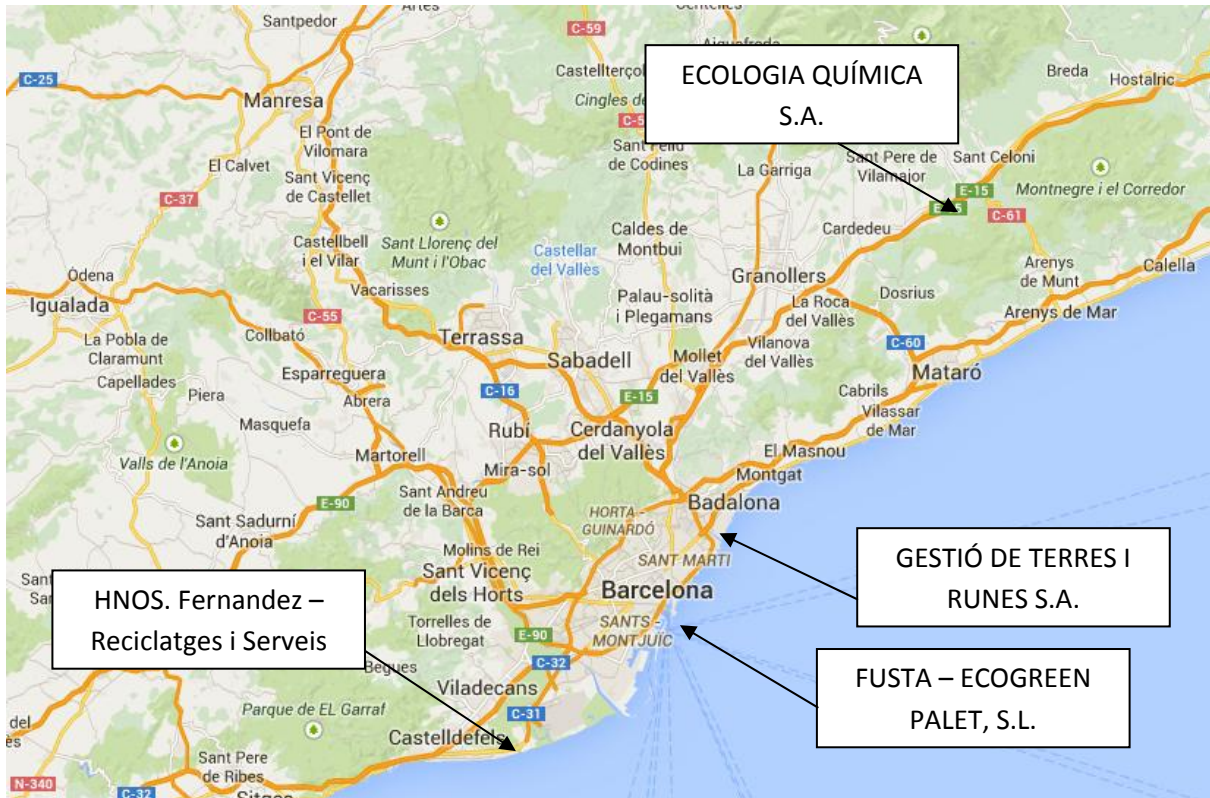 Santpedor
Artés
C-59
C-25
Castellterçol
Breda
Hostalric
Manresa
El Pont de
Vilomara
El Calvet
Sant Vicenç
de Castellet
C-37
ECOLOGIA QUÍMICA
S.A.
de Codines
La Garriga
Sant Pere de
Vilamajor
Sant Celoni
E-15
Montnegre i el Corredor
C-61
Sant Llorenç del
Munt i l'Obac
Castellbell
i el Vilar
Castellar
del Vallès
Caldes de
Montbui
Cardedeu
Òdena
Igualada
Vacarisses
Granollers
Arenys
de Munt
Calella
Dosrius
Palau-solità
i Plegamans
La Roca
del Vallès
Arenys de Mar
C-55
La Pobla de
Claramunt
Collbató
Terrassa
Sabadell
Mollet
del Vallès
Vilanova
del Vallès
C-60
Mataró
Capellades
Piera
Esparreguera
Abrera
C-16
E-15
Cabrils
Vilassar
de Mar
Masquefa
Rubí
Cerdanyola
del Vallès
El Masnou
Valls de l'Anoia
Martorell
Mira-sol
Montgat
Sant Andreu
de la Barca
E-90
Badalona
HORTA -
GUINARDÓ
Sant Sadurní
d'Anoia
Molins de Rei
SANT MARTI
Sant Vicenç
dels Horts
Barcelona
GESTIÓ DE TERRES I
RUNES S.A.
HNOS. Fernandez –
Reciclatges i Serveis
Torrelles de
Llobregat
E-90
SANTS -
MONTJUÏC
Begues
C-32
Viladecans
FUSTA – ECOGREEN
PALET, S.L.
Parque de EL Garraf
C-31
Castelldefels
del
Sant Pere
de Ribes
N-340
C-32
Sitges